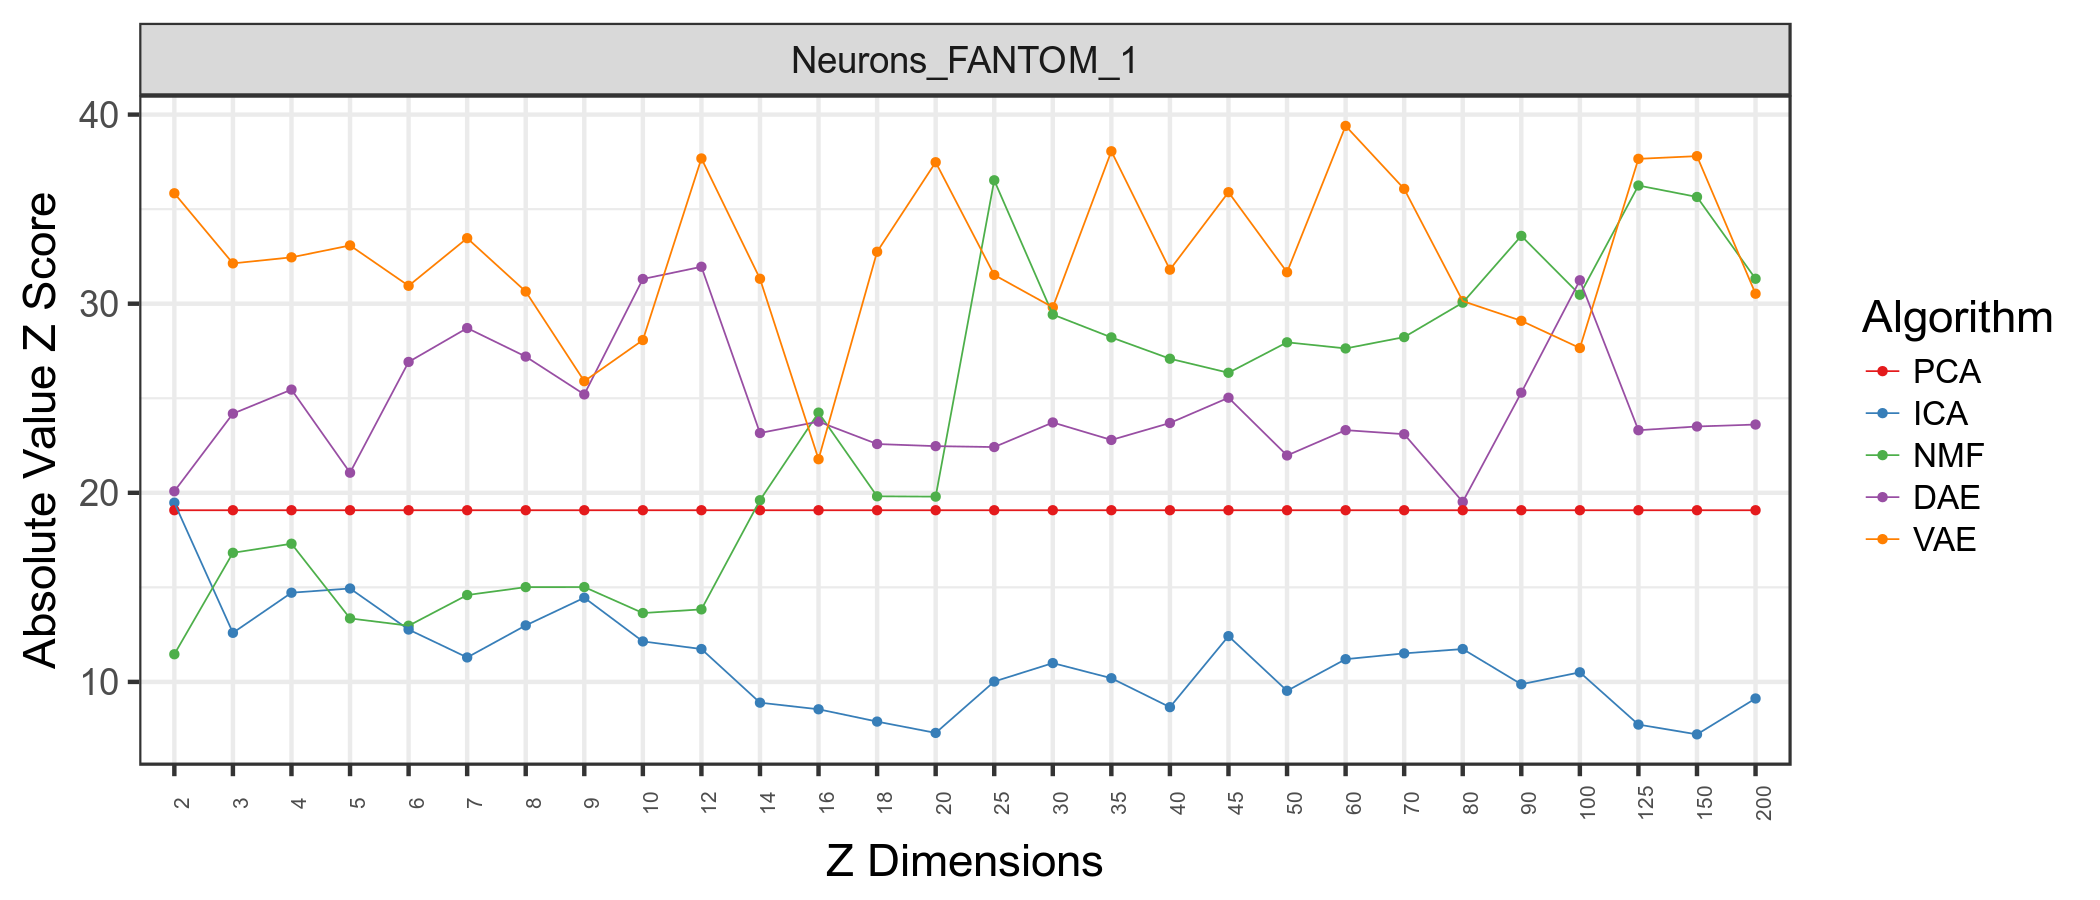 Neurons_FANTOM_1
Absolute Value Z Score
40
30
20
10
2 3 4 5 6 7 8 9 10 12 14 16 18 20 25 30 35 40 45 50 60 70 80 90 100 125 150 200
Z Dimensions
Algorithm
PCA
ICA
NMF
DAE
VAE